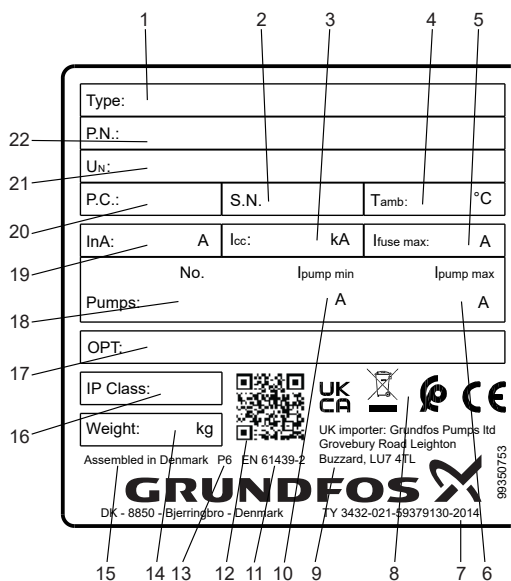 1 2 3 4 5
Type:
22 P.N.:
21 UN:
20 P.C.: S.N. Tamb: °C
19 InA: A Icc: kA Ifuse max: A
No. Ipump min Ipump max
18 Pumps: A A
17 OPT:
16 IP Class:
UK CA CE
Weight: kg
UK importer: Grundfos Pumps ltd
Grovebury Road Leighton
Buzzard, LU7 4TL
Assembled in Denmark P6 EN 61439-2
99350753
GRUNDFOS X
DK - 8850 - Bjerringbro - Denmark TY 3432-021-59379130-2014
15 14 13 12 11 10 9 8 7 6